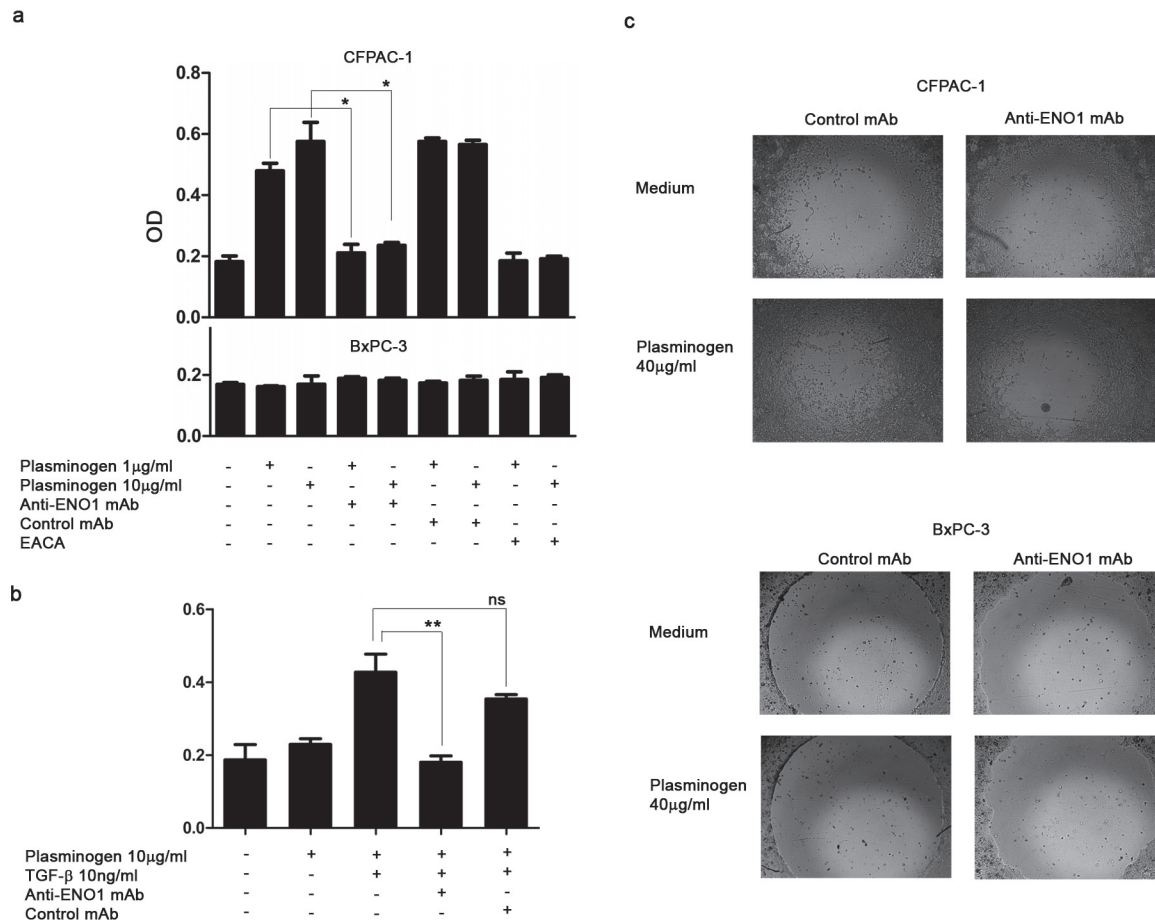 a
CFPAC-1
0.8
0.6
0.4
0.2
0.0
OD
*
*
BxPC-3
0.2
0.0
Plasminogen 1μg/ml - + - + - + - + -
Plasminogen 10μg/ml - - + - + - + - +
Anti-ENO1 mAb - - - + + - - - -
Control mAb - - - - - + + - -
EACA - - - - - - - + +
b
0.6
0.4
0.2
0.0
**
ns
Plasminogen 10μg/ml - + + + +
TGF-β 10ng/ml - - + + +
Anti-ENO1 mAb - - - + -
Control mAb - - - - +
c
CFPAC-1
Control mAb Anti-ENO1 mAb
Medium
Plasminogen
40μg/ml
BxPC-3
Control mAb Anti-ENO1 mAb
Medium
Plasminogen
40μg/ml